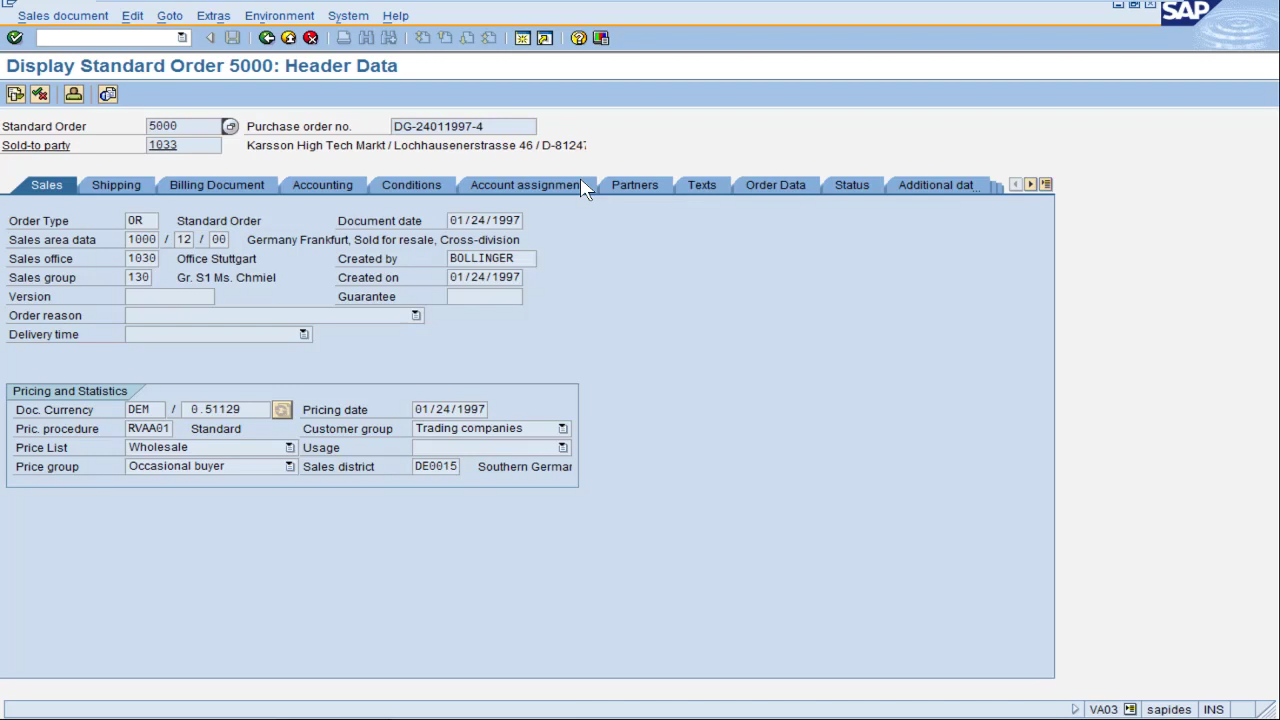 Sales document Edit Goto Extras Environment System Help
SAP
Display Standard Order 5000: Header Data
Standard Order 5000 Purchase order no. DG-24011997-4
Sold-to party 1033 Karsson High Tech Markt / Lochhausenerstrasse 46 / D-8124
Sales Shipping Billing Document Accounting Conditions Account assignment Partners Texts Order Data Status Additional dat...
Order Type OR Standard Order Document date 01/24/1997
Sales area data 1000 / 12 / 00 Germany Frankfurt, Sold for resale, Cross-division
Sales office 1030 Office Stuttgart Created by BOLLINGER
Sales group 130 Gr. S1 Ms. Chmiel Created on 01/24/1997
Version Guarantee
Order reason
Delivery time
Pricing and Statistics
Doc. Currency DEM / 0.51129 Pricing date 01/24/1997
Pric. procedure RVAA01 Standard Customer group Trading companies
Price List Wholesale Usage
Price group Occasional buyer Sales district DE0015 Southern Germar
VA03 sapides INS